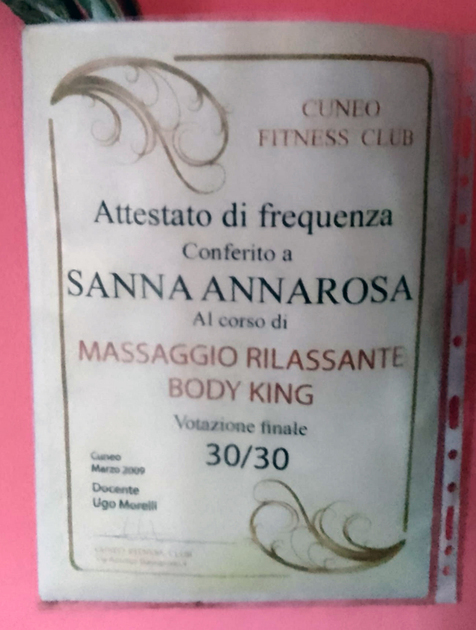 CUNEO
FITNESS CLUB
Attestato di frequenza
Conferito a
SANNA ANNAROSA
Al corso di
MASSAGGIO RILASSANTE
BODY KING
Votazione finale
30/30
Cuneo
Marzo 2009
Docente
Ugo Morelli
CUNEO FITNESS CLUB